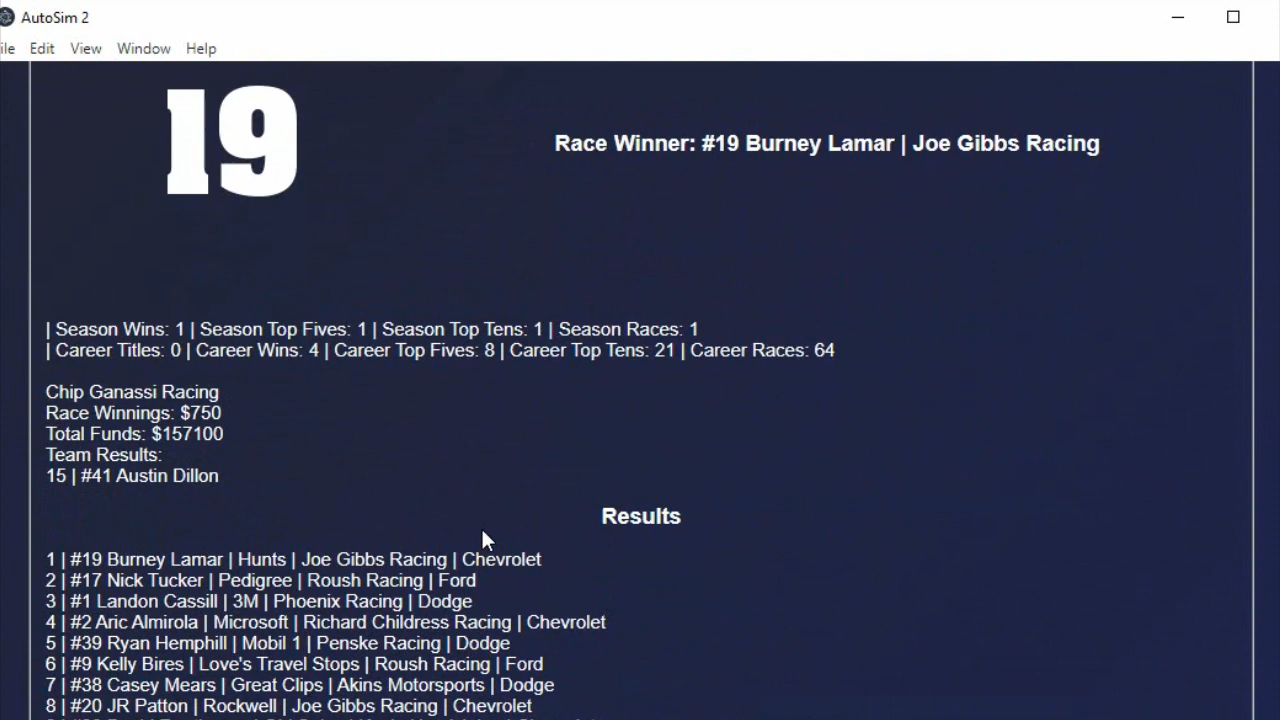 AutoSim 2
ile Edit View Window Help
19
Race Winner: #19 Burney Lamar | Joe Gibbs Racing
| Season Wins: 1 | Season Top Fives: 1 | Season Top Tens: 1 | Season Races: 1
| Career Titles: 0 | Career Wins: 4 | Career Top Fives: 8 | Career Top Tens: 21 | Career Races: 64
Chip Ganassi Racing
Race Winnings: $750
Total Funds: $157100
Team Results:
15 | #41 Austin Dillon
Results
1 | #19 Burney Lamar | Hunts | Joe Gibbs Racing | Chevrolet
2 | #17 Nick Tucker | Pedigree | Roush Racing | Ford
3 | #1 Landon Cassill | 3M | Phoenix Racing | Dodge
4 | #2 Aric Almirola | Microsoft | Richard Childress Racing | Chevrolet
5 | #39 Ryan Hemphill | Mobil 1 | Penske Racing | Dodge
6 | #9 Kelly Bires | Love's Travel Stops | Roush Racing | Ford
7 | #38 Casey Mears | Great Clips | Akins Motorsports | Dodge
8 | #20 JR Patton | Rockwell | Joe Gibbs Racing | Chevrolet